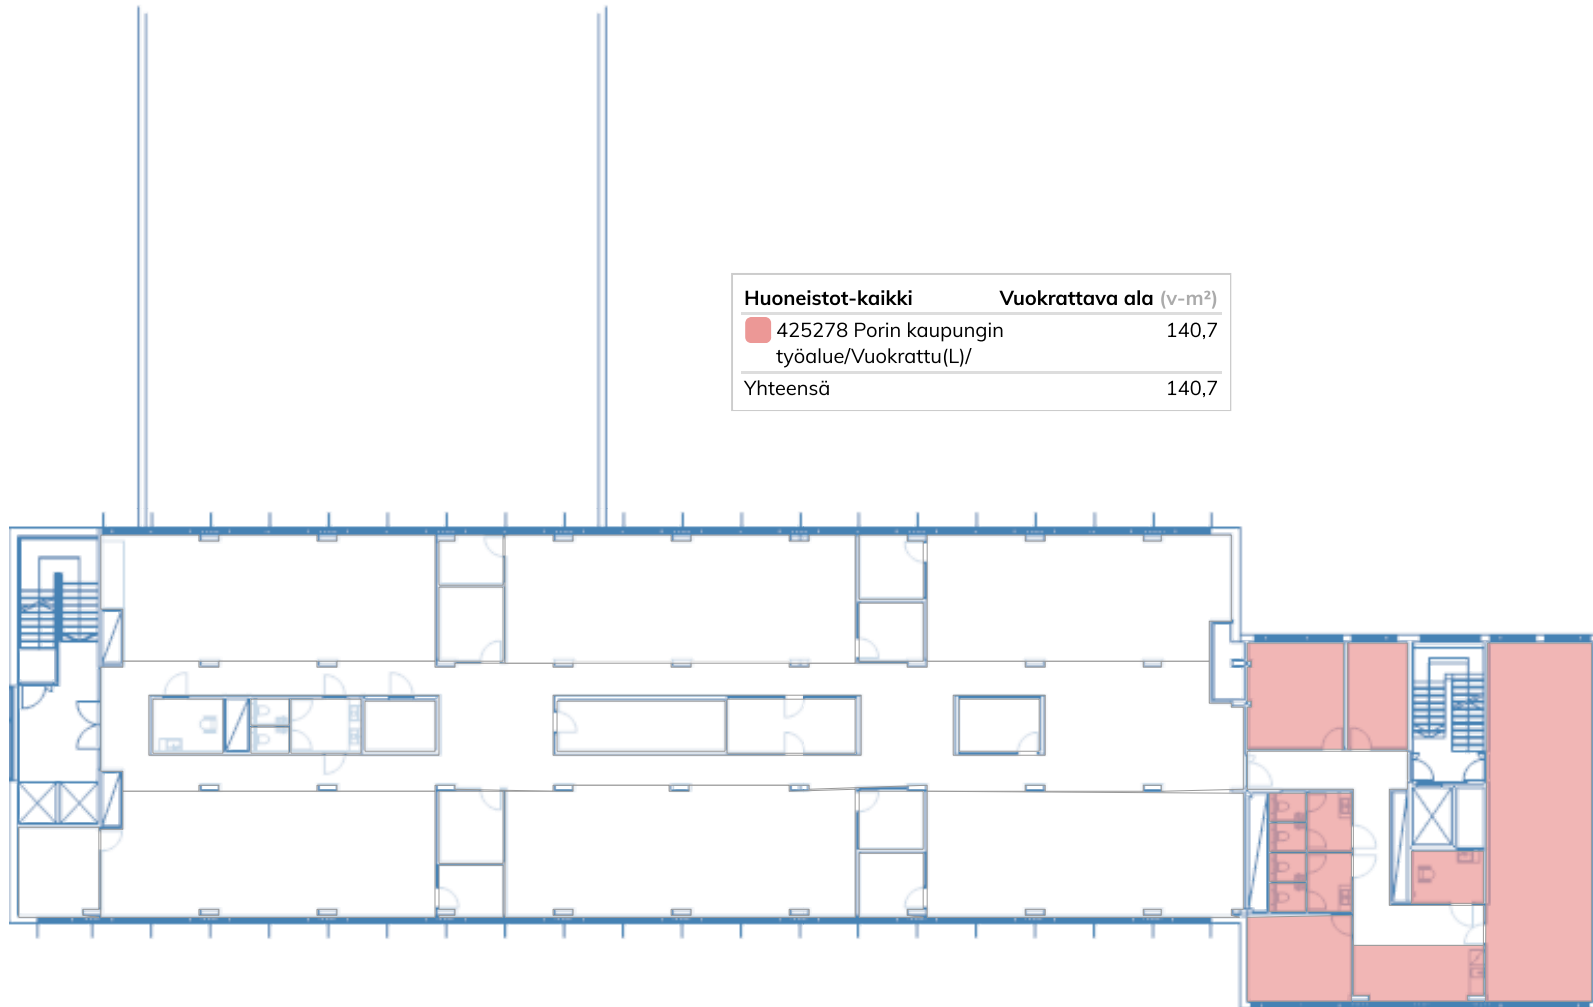 Huoneistot-kaikki Vuokrattava ala (v-m²)
425278 Porin kaupungin 140,7
työalue/Vuokrattu(L)/
Yhteensä 140,7